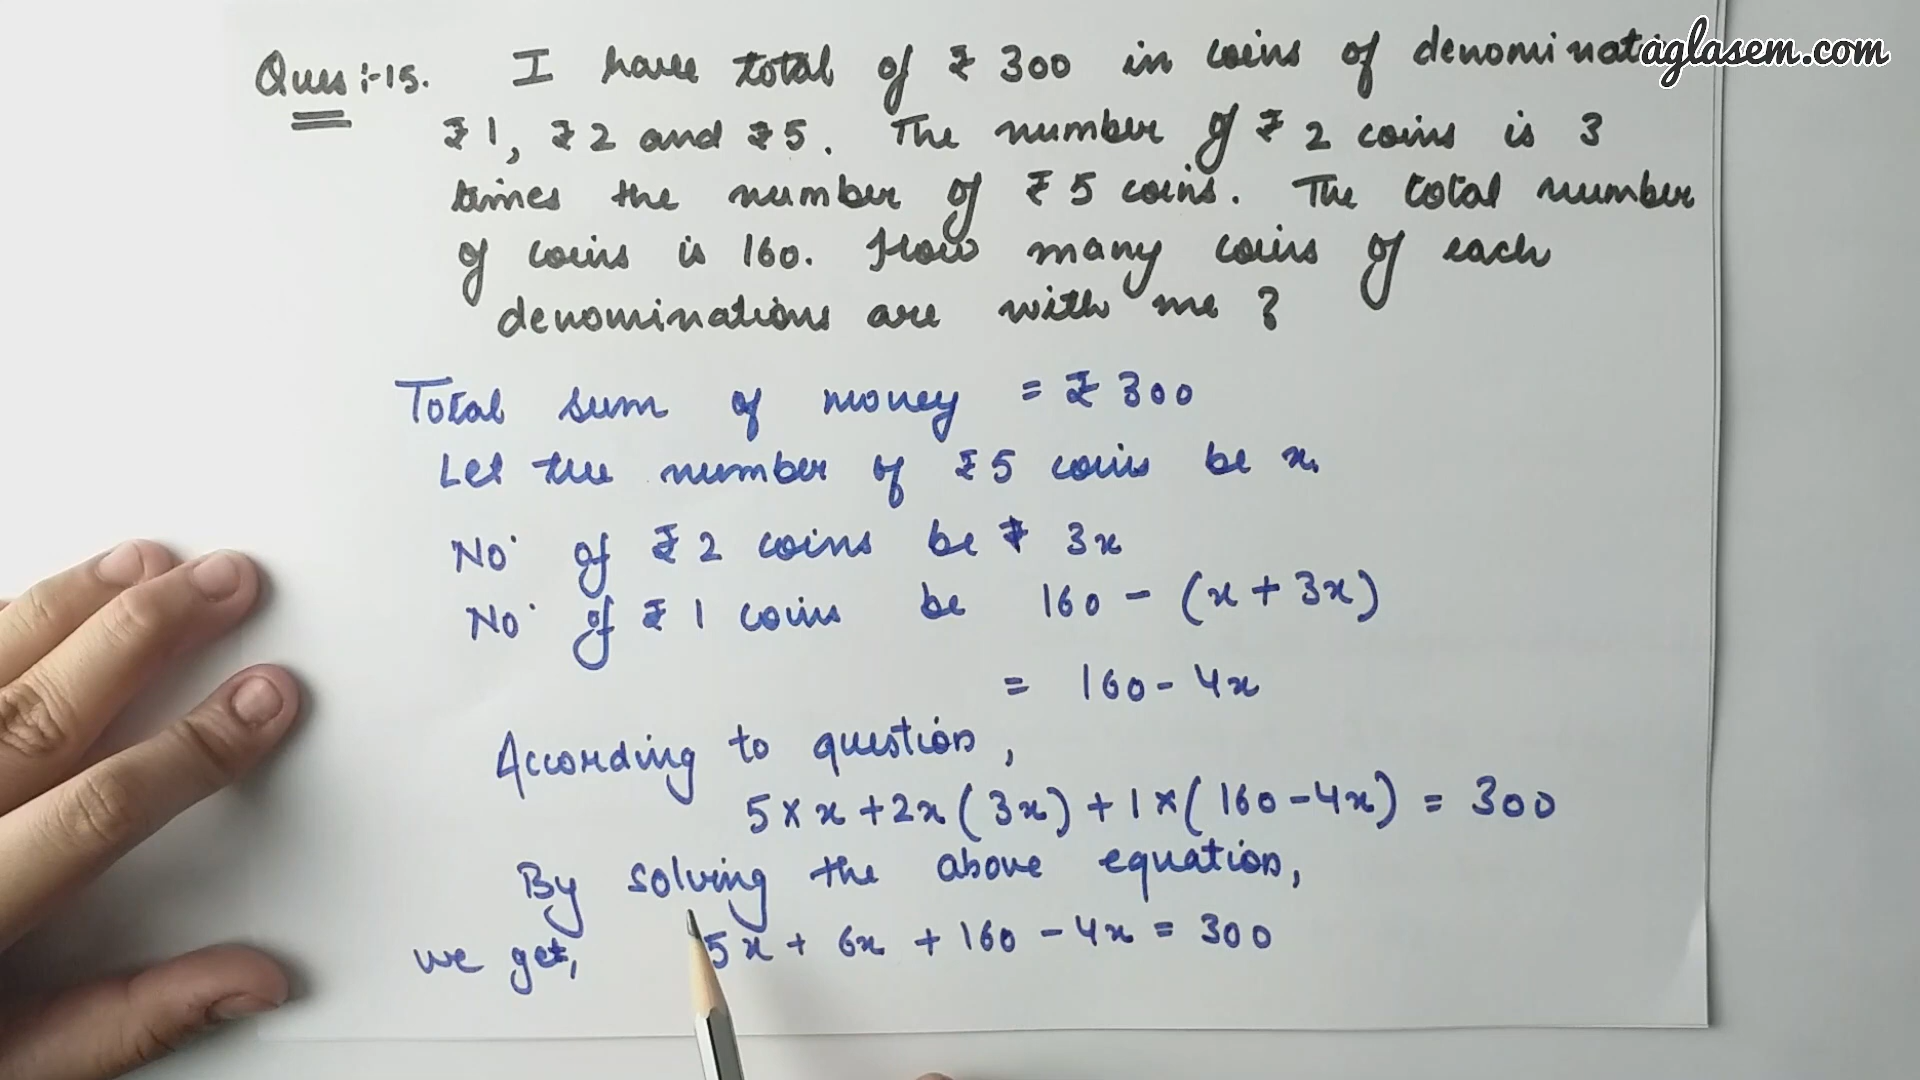 Ques:-15. I have total of ₹ 300 in coins of denominati
aglasem.com
₹1, ₹2 and ₹5. The number of ₹ 2 coins is 3
times the number of ₹5 coins. The total number
of coins is 160. How many coins of each
denominations are with me ?
Total sum of money = ₹ 300
Let the number of ₹5 coins be x.
No. of ₹2 coins be 3x
No. of ₹ 1 coins be 160 - (x + 3x)
= 160 - 4x
According to question,
5 × x + 2x (3x) + 1 × (160 - 4x) = 300
By solving the above equation,
we get, 5x + 6x + 160 - 4x = 300